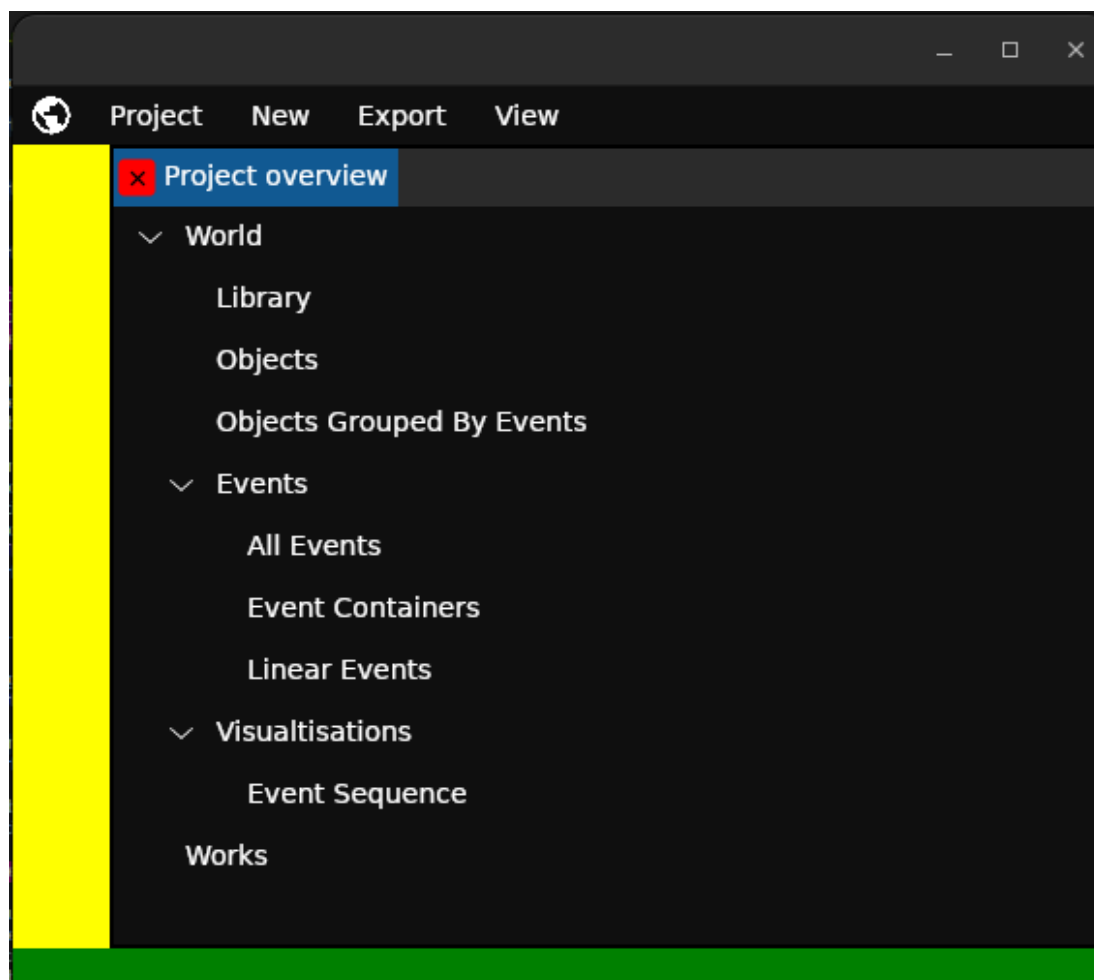 Project New Export View
Project overview
World
Library
Objects
Objects Grouped By Events
Events
All Events
Event Containers
Linear Events
Visualtisations
Event Sequence
Works